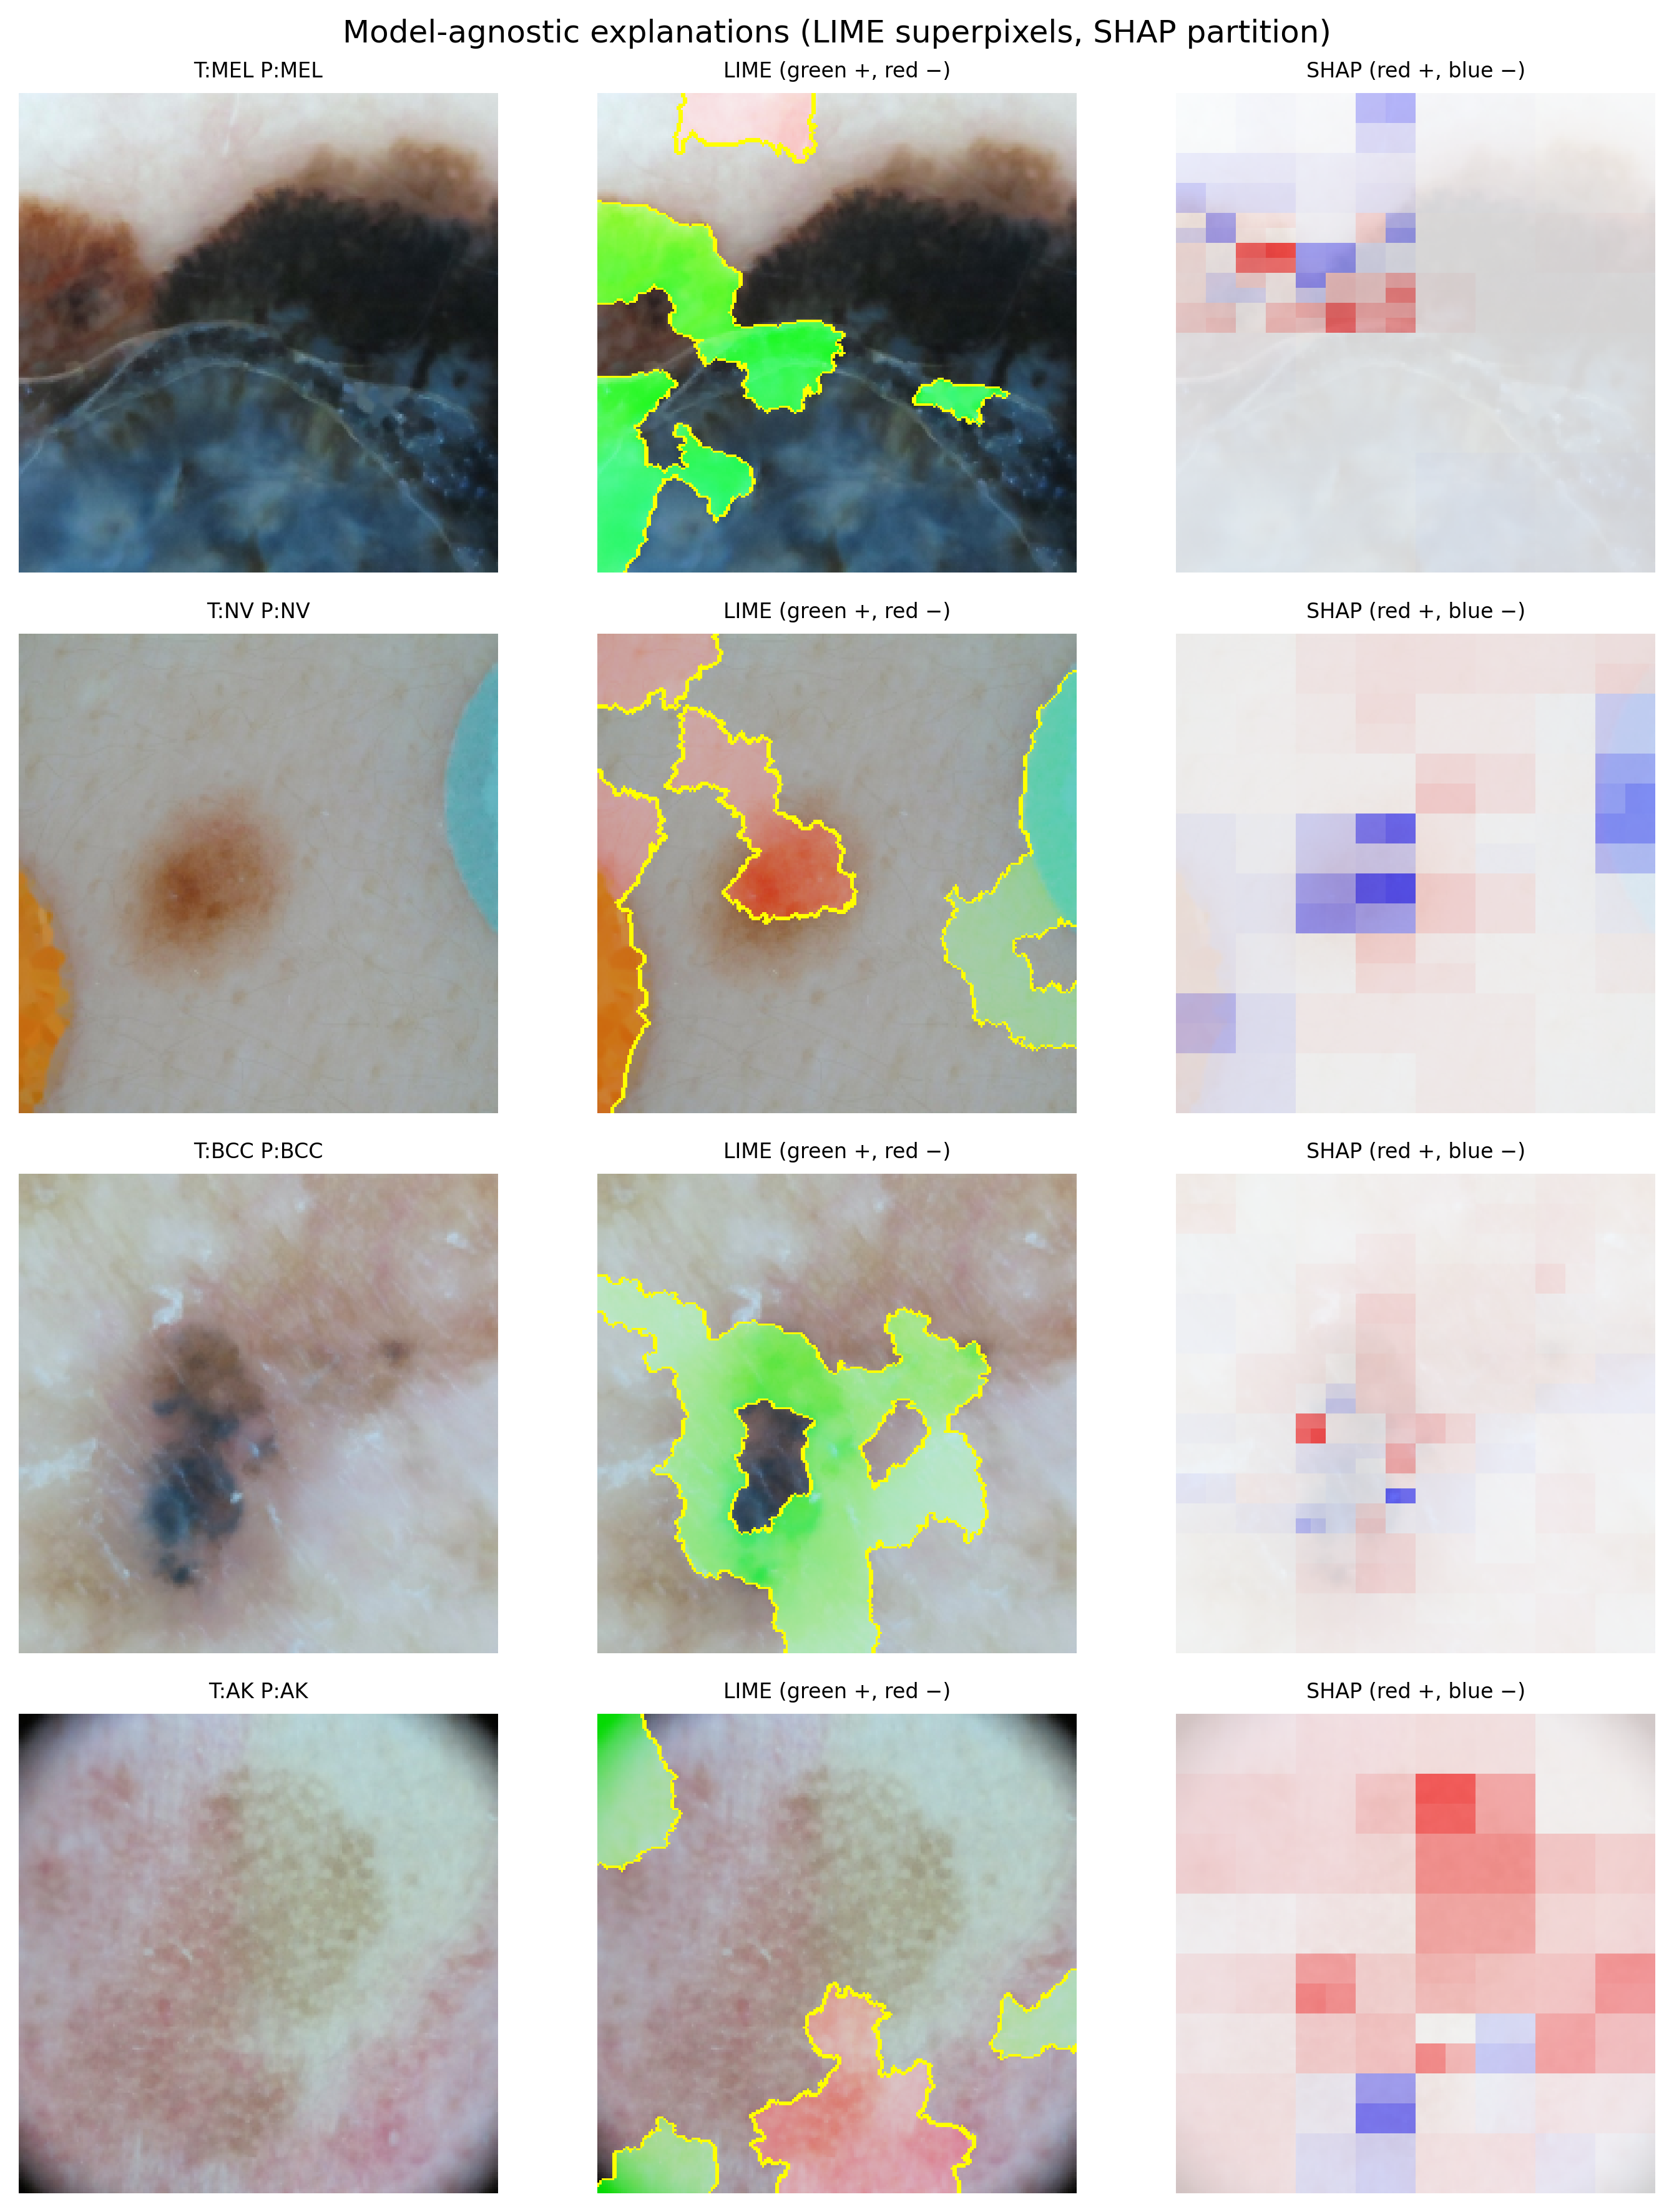 Model-agnostic explanations (LIME superpixels, SHAP partition)
T:MEL P:MEL
LIME (green +, red −)
SHAP (red +, blue −)
T:NV P:NV
LIME (green +, red −)
SHAP (red +, blue −)
T:BCC P:BCC
LIME (green +, red −)
SHAP (red +, blue −)
T:AK P:AK
LIME (green +, red −)
SHAP (red +, blue −)